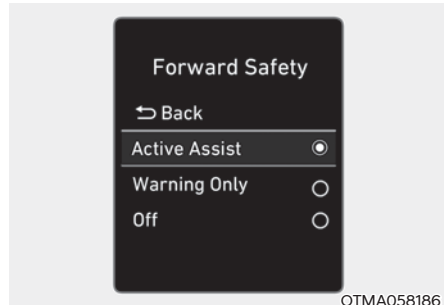 Forward Safety
Back
Active Assist
Warning Only
Off
OTMA058186